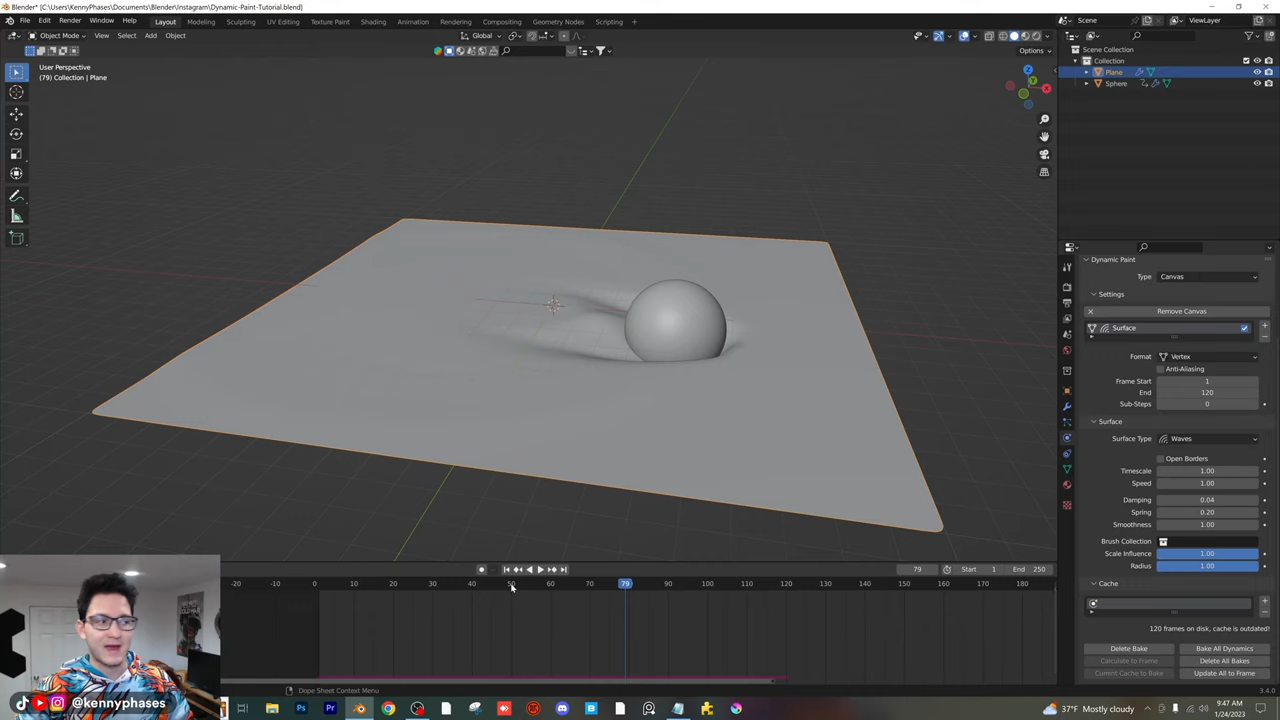 Blender* [C:\Users\KennyPhases\Documents\Blender\Instagram\Dynamic-Paint-Tutorial.blend]
File Edit Render Window Help Layout Modeling Sculpting UV Editing Texture Paint Shading Animation Rendering Compositing Geometry Nodes Scripting + Scene ViewLayer
Object Mode View Select Add Object Global
Options
User Perspective
(79) Collection | Plane
Z
Y
X
Scene Collection
Collection
Plane
Sphere
Dynamic Paint
Type Canvas
Settings
Remove Canvas
Surface
Format Vertex
Anti-Aliasing
Frame Start 1
End 120
Sub-Steps 0
Surface
Surface Type Waves
Open Borders
Timescale 1.00
Speed 1.00
Damping 0.04
Spring 0.20
Smoothness 1.00
Brush Collection
Scale Influence 1.00
Radius 1.00
Cache
120 frames on disk, cache is outdated!
Delete Bake Bake All Dynamics
Calculate to Frame Delete All Bakes
Current Cache to Bake Update All to Frame
79 Start 1 End 250
-20 -10 0 10 20 30 40 50 60 70 79 90 100 110 120 130 140 150 160 170 180
Dope Sheet Context Menu
3.4.0
@kennyphases
Ps Pr
37°F Mostly cloudy
9:47 AM
1/24/2023